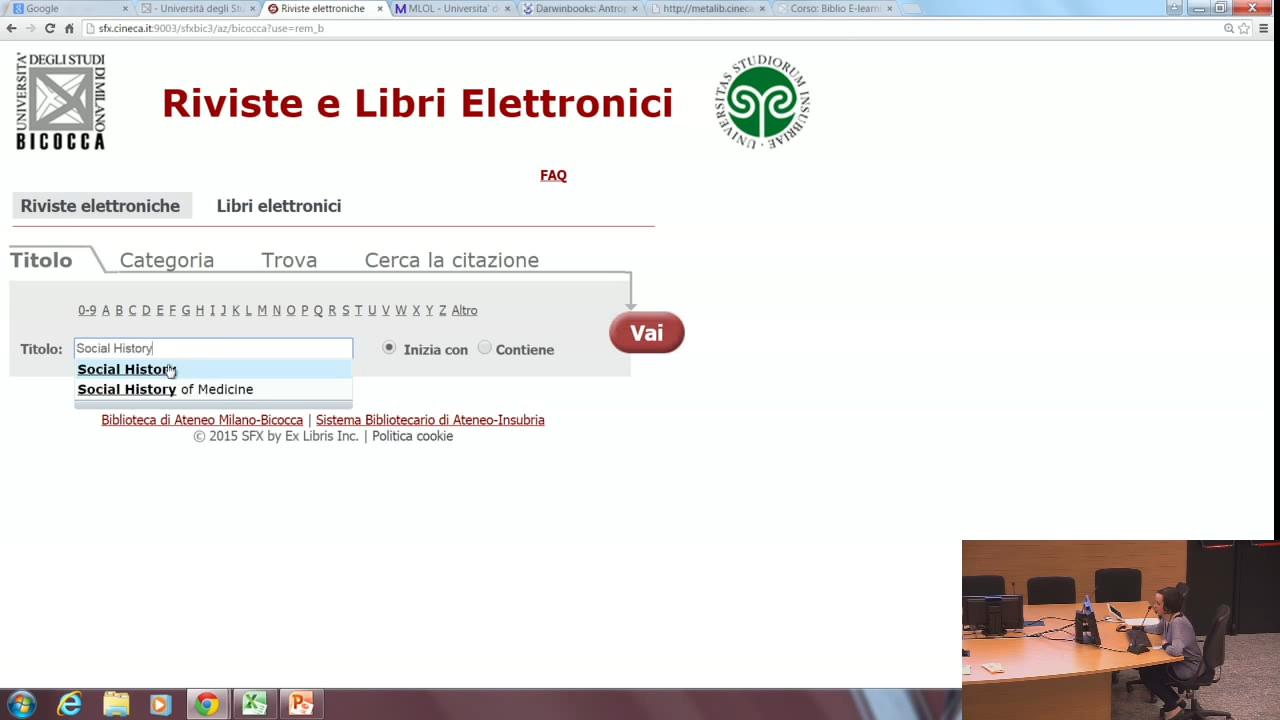 Google
- Università degli Stu
Riviste elettroniche
MLOL - Universita' d
Darwinbooks: Antrop
http://metalib.cineca
Corso: Biblio E-learni
sfx.cineca.it:9003/sfxbic3/az/bicocca?use=rem_b
UNIVERSITA' DEGLI STUDI DI MILANO
BICOCCA
Riviste e Libri Elettronici
UNIVERSITAS STUDIORUM INSUBRIAE
FAQ
Riviste elettroniche Libri elettronici
Titolo Categoria Trova Cerca la citazione
0-9 A B C D E F G H I J K L M N O P Q R S T U V W X Y Z Altro
Vai
Titolo: Social History Inizia con Contiene
Social History
Social History of Medicine
Biblioteca di Ateneo Milano-Bicocca | Sistema Bibliotecario di Ateneo-Insubria
© 2015 SFX by Ex Libris Inc. | Politica cookie